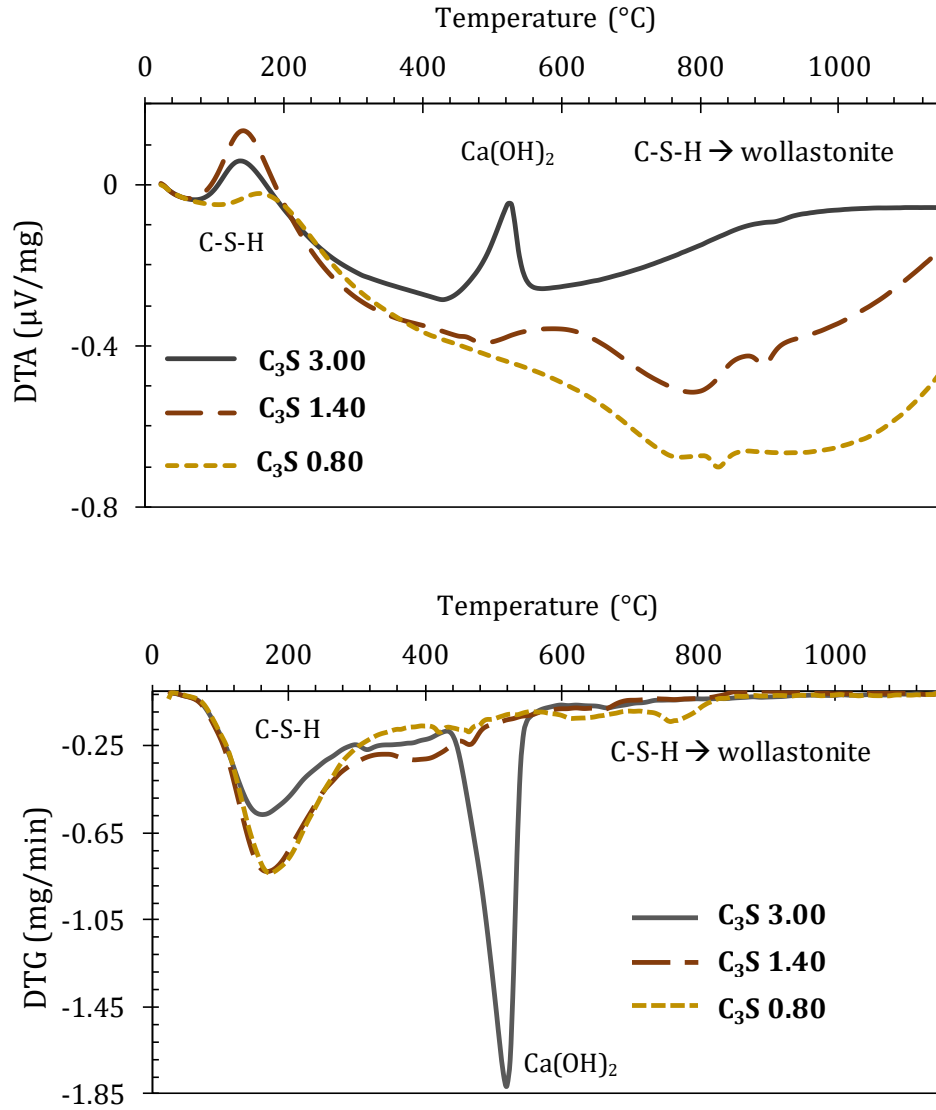 Temperature (°C)
0 200 400 600 800 1000
Ca(OH)₂ C-S-H → wollastonite
0
C-S-H
DTA (μV/mg)
-0.4
C₃S 3.00
C₃S 1.40
C₃S 0.80
-0.8
Temperature (°C)
0 200 400 600 800 1000
C-S-H
-0.25
C-S-H → wollastonite
-0.65
DTG (mg/min)
-1.05
C₃S 3.00
C₃S 1.40
-1.45
C₃S 0.80
Ca(OH)₂
-1.85